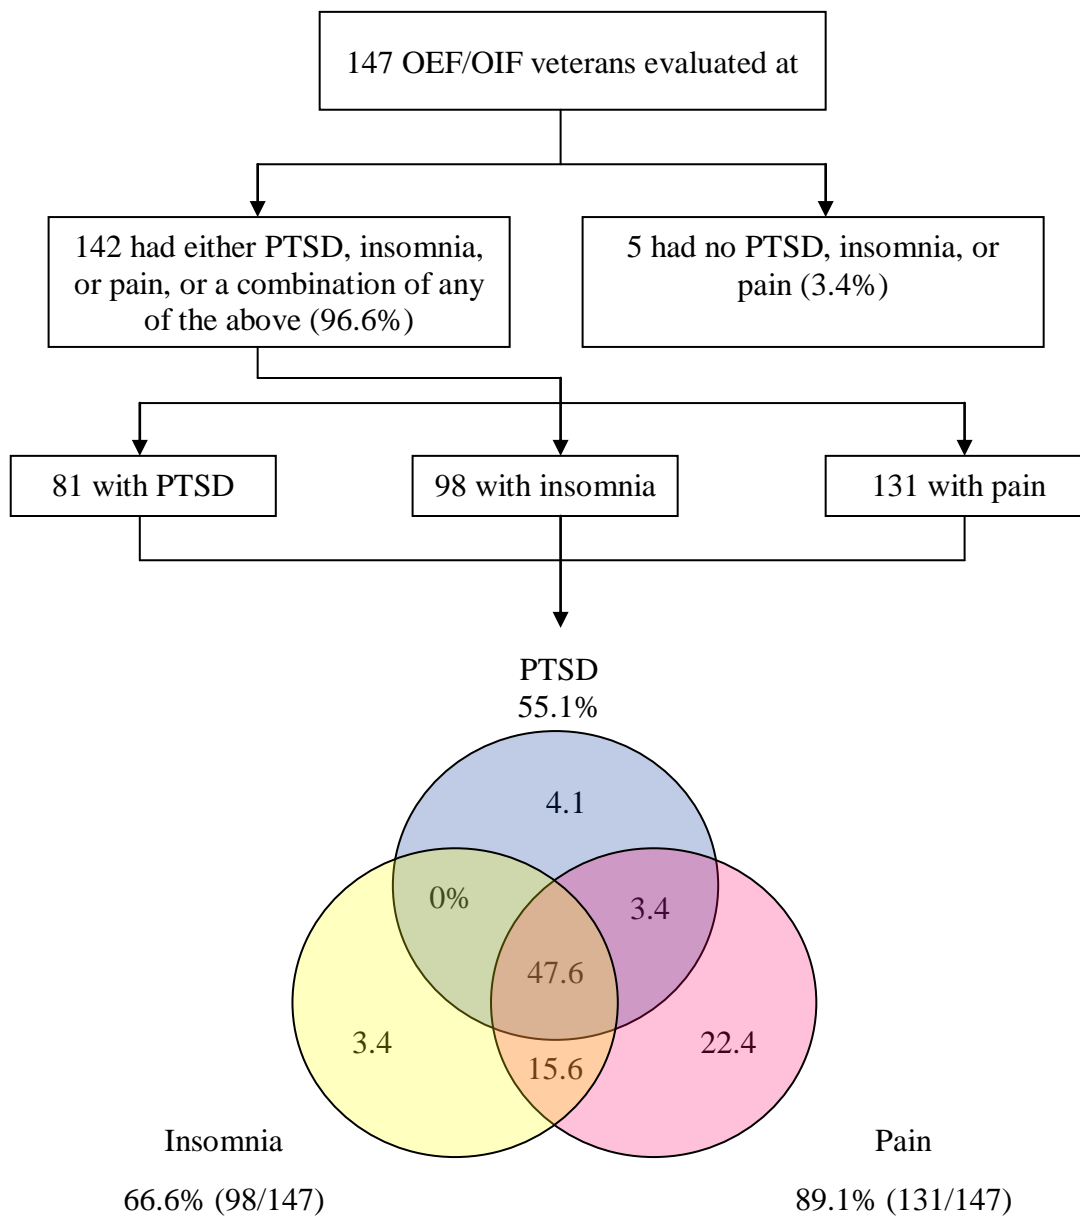 147 OEF/OIF veterans evaluated at
142 had either PTSD, insomnia,
or pain, or a combination of any
of the above (96.6%)
5 had no PTSD, insomnia, or
pain (3.4%)
81 with PTSD
98 with insomnia
131 with pain
PTSD
55.1%
4.1
0%
3.4
47.6
3.4
22.4
15.6
Insomnia
66.6% (98/147)
Pain
89.1% (131/147)